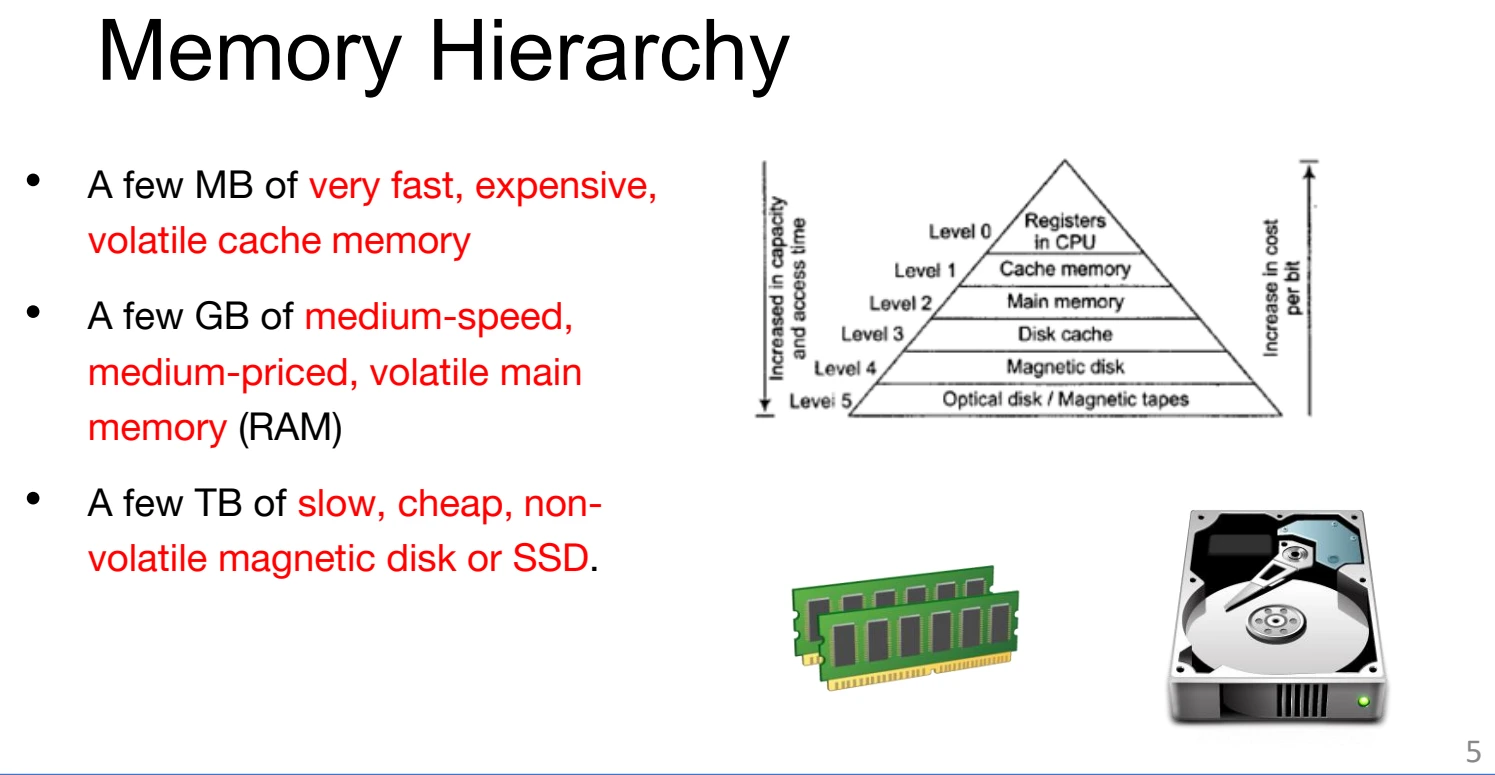 Memory Hierarchy
• A few MB of very fast, expensive,
volatile cache memory
• A few GB of medium-speed,
medium-priced, volatile main
memory (RAM)
• A few TB of slow, cheap, non-
volatile magnetic disk or SSD.
Increased in capacity
and access time
Level 0
Registers
in CPU
Level 1
Cache memory
Level 2
Main memory
Level 3
Disk cache
Level 4
Magnetic disk
Level 5
Optical disk / Magnetic tapes
Increase in cost
per bit
5